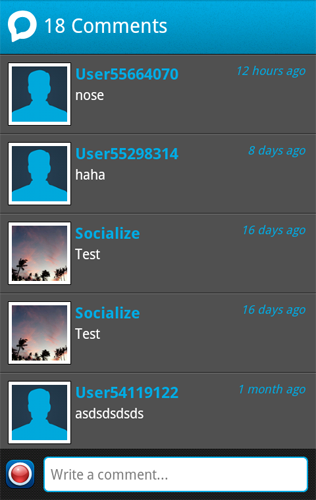 18 Comments
User55664070 12 hours ago
nose
User55298314 8 days ago
haha
Socialize 16 days ago
Test
Socialize 16 days ago
Test
User54119122 1 month ago
asdsdsdsds
Write a comment...